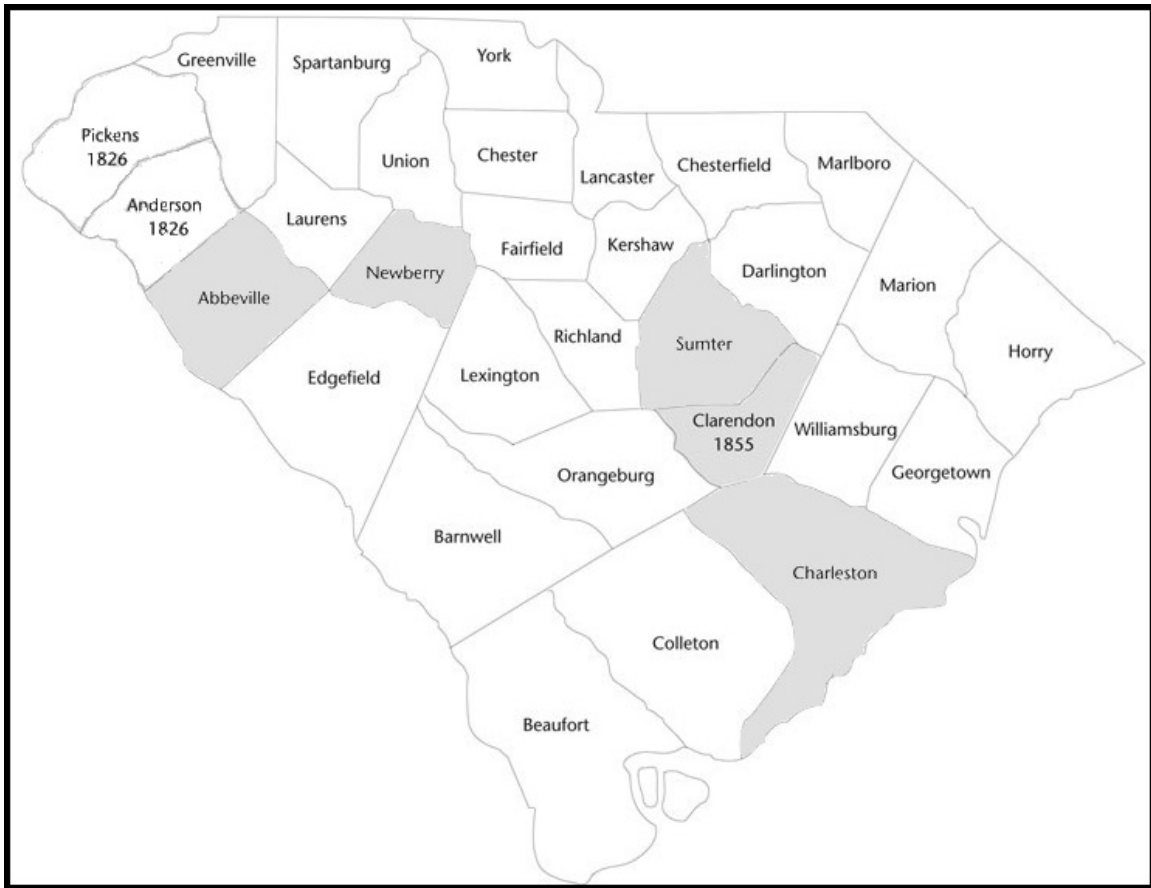 Greenville
Spartanburg
York
Pickens
1826
Union
Chester
Lancaster
Chesterfield
Marlboro
Anderson
1826
Laurens
Newberry
Fairfield
Kershaw
Darlington
Marion
Abbeville
Richland
Sumter
Horry
Edgefield
Lexington
Clarendon
1855
Williamsburg
Orangeburg
Georgetown
Barnwell
Charleston
Colleton
Beaufort